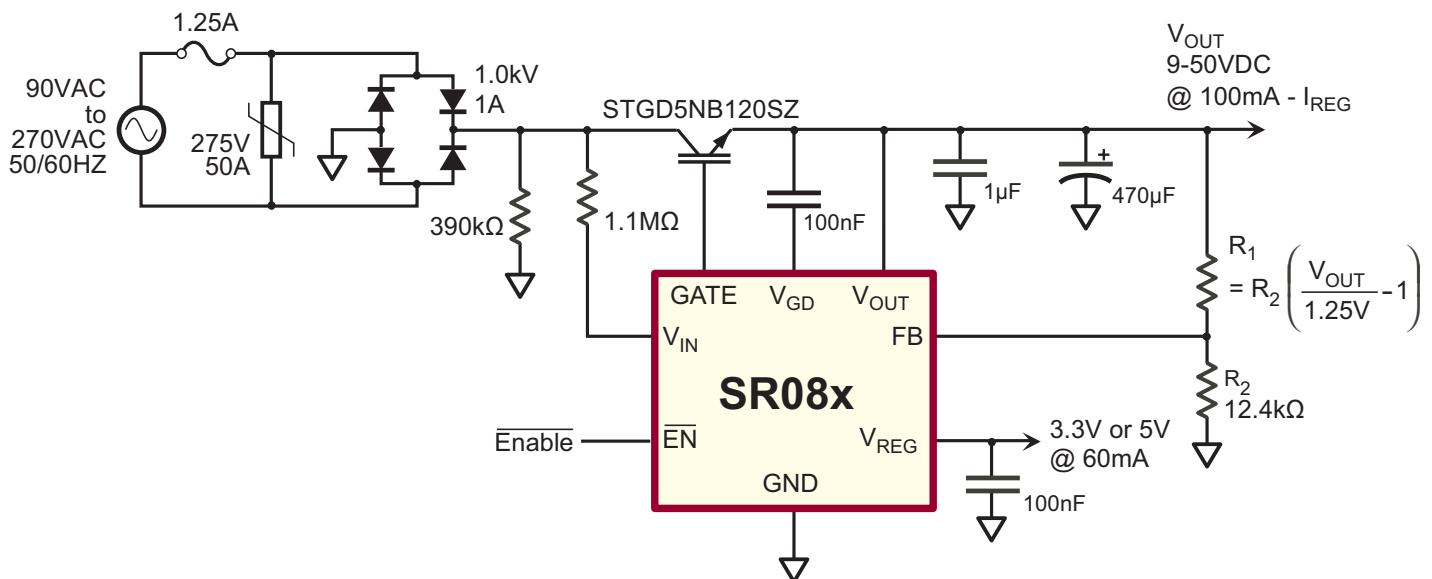 1.25A
90VAC
to
270VAC
50/60HZ
275V
50A
1.0kV
1A
STGD5NB120SZ
V_OUT
9-50VDC
@ 100mA - I_REG
390kΩ
1.1MΩ
100nF
1µF
+
470µF
R_1
= R_2 ( V_OUT / 1.25V - 1 )
GATE
V_GD
V_OUT
V_IN
FB
SR08x
R_2
12.4kΩ
Enable
EN
V_REG
3.3V or 5V
@ 60mA
GND
100nF